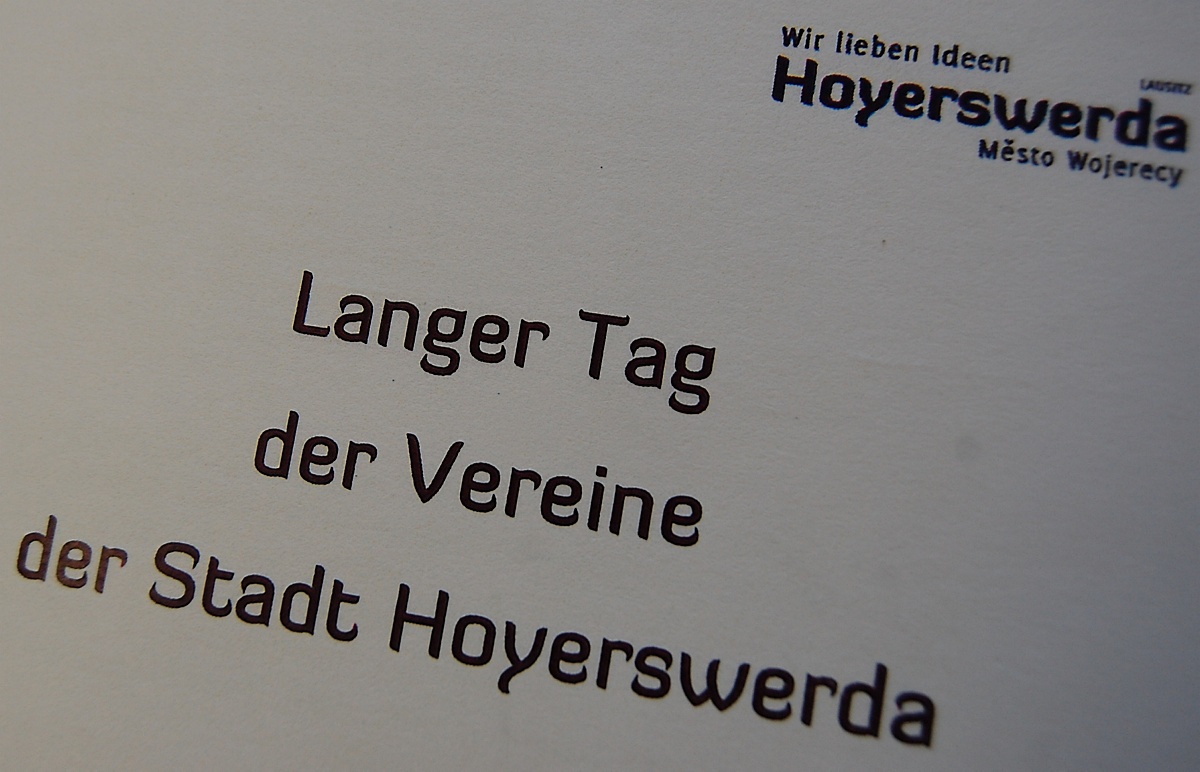 Wir lieben Ideen
LAUSITZ
Hoyerswerda
Město Wojerecy
Langer Tag
der Vereine
der Stadt Hoyerswerda